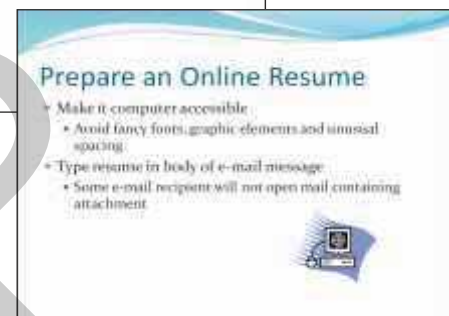 Prepare an Online Resume
Make it computer accessible
Avoid fancy fonts, graphic elements and unusual
spacing
Type resume in body of e-mail message
Some e-mail recipient will not open mail containing
attachment